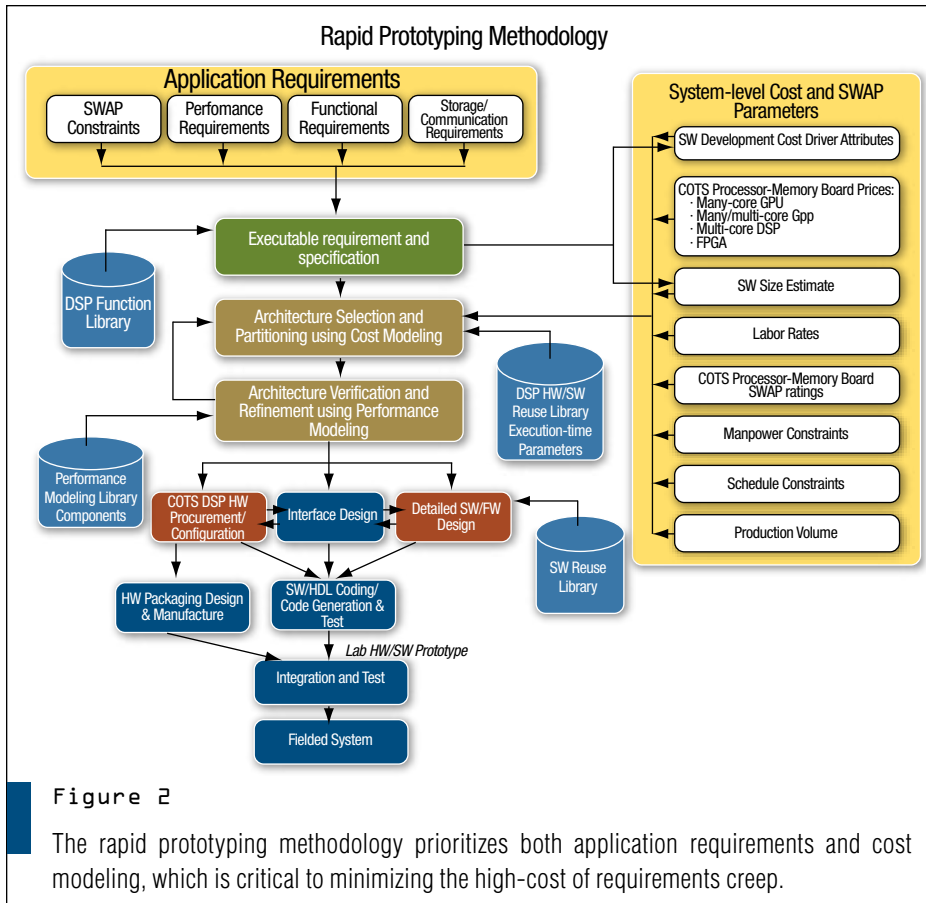 Rapid Prototyping Methodology
Application Requirements
SWAP
Constraints
Perfomance
Requirements
Functional
Requirements
Storage/
Communication
Requirements
System-level Cost and SWAP
Parameters
SW Development Cost Driver Attributes
COTS Processor-Memory Board Prices:
· Many-core GPU
· Many/multi-core Gpp
· Multi-core DSP
· FPGA
SW Size Estimate
Labor Rates
COTS Processor-Memory Board
SWAP ratings
Manpower Constraints
Schedule Constraints
Production Volume
Executable requirement and
specification
DSP Function
Library
Architecture Selection and
Partitioning using Cost Modeling
Architecture Verification and
Refinement using Performance
Modeling
DSP HW/SW
Reuse Library
Execution-time
Parameters
Performance
Modeling Library
Components
COTS DSP HW
Procurement/
Configuration
Interface Design
Detailed SW/FW
Design
SW Reuse
Library
HW Packaging Design
& Manufacture
SW/HDL Coding/
Code Generation &
Test
Lab HW/SW Prototype
Integration and Test
Fielded System
Figure 2
The rapid prototyping methodology prioritizes both application requirements and cost
modeling, which is critical to minimizing the high-cost of requirements creep.